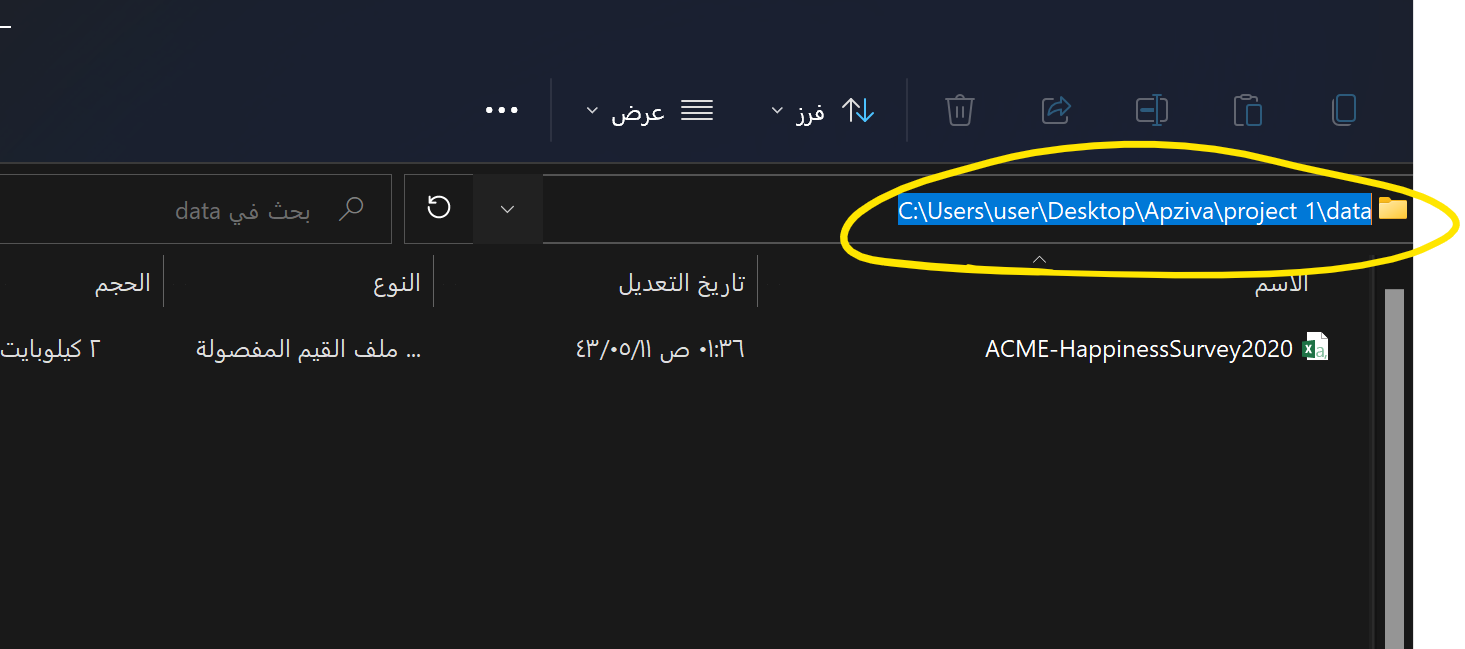 فرز عرض
C:\Users\user\Desktop\Apziva\project 1\data
بحث في data
الاسم تاريخ التعديل النوع الحجم
ACME-HappinessSurvey2020 ٠١:٣٦ ص ٤٣/٠٥/١١ ملف القيم المفصولة ... ٢ كيلوبايت